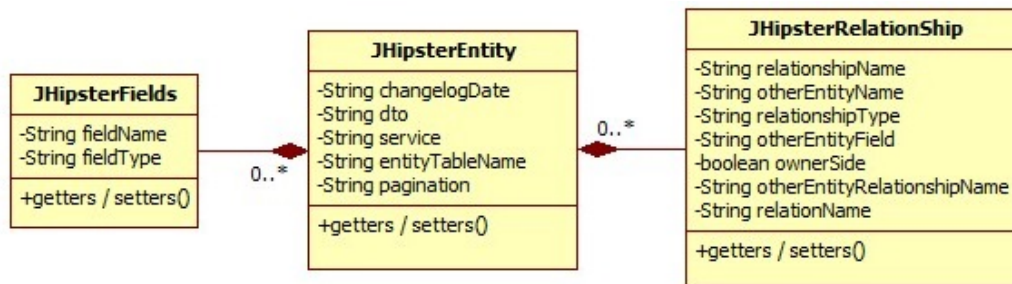 JHipsterFields
-String fieldName
-String fieldType
+getters / setters()
0..*
JHipsterEntity
-String changelogDate
-String dto
-String service
-String entityTableName
-String pagination
+getters / setters()
0..*
JHipsterRelationShip
-String relationshipName
-String otherEntityName
-String relationshipType
-String otherEntityField
-boolean ownerSide
-String otherEntityRelationshipName
-String relationName
+getters / setters()